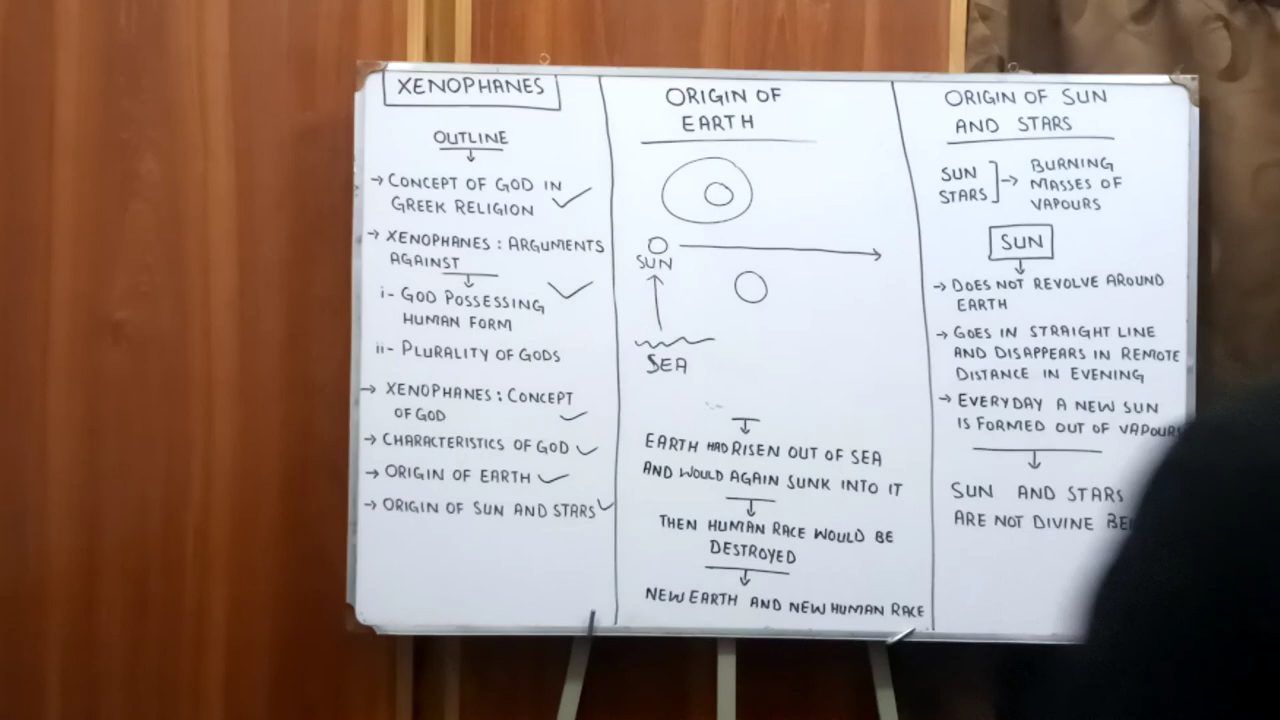 XENOPHANES
OUTLINE
→ CONCEPT OF GOD IN
GREEK RELIGION
→ XENOPHANES : ARGUMENTS
AGAINST
i- GOD POSSESSING
HUMAN FORM
ii- PLURALITY OF GODS
→ XENOPHANES : CONCEPT
OF GOD
→ CHARACTERISTICS OF GOD
→ ORIGIN OF EARTH
→ ORIGIN OF SUN AND STARS
ORIGIN OF
EARTH
SUN
SEA
EARTH HAD RISEN OUT OF SEA
AND WOULD AGAIN SUNK INTO IT
THEN HUMAN RACE WOULD BE
DESTROYED
NEW EARTH AND NEW HUMAN RACE
ORIGIN OF SUN
AND STARS
SUN
STARS
→ BURNING
MASSES OF
VAPOURS
SUN
→ DOES NOT REVOLVE AROUND
EARTH
→ GOES IN STRAIGHT LINE
AND DISAPPEARS IN REMOTE
DISTANCE IN EVENING
→ EVERYDAY A NEW SUN
IS FORMED OUT OF VAPOURS
SUN AND STARS
ARE NOT DIVINE